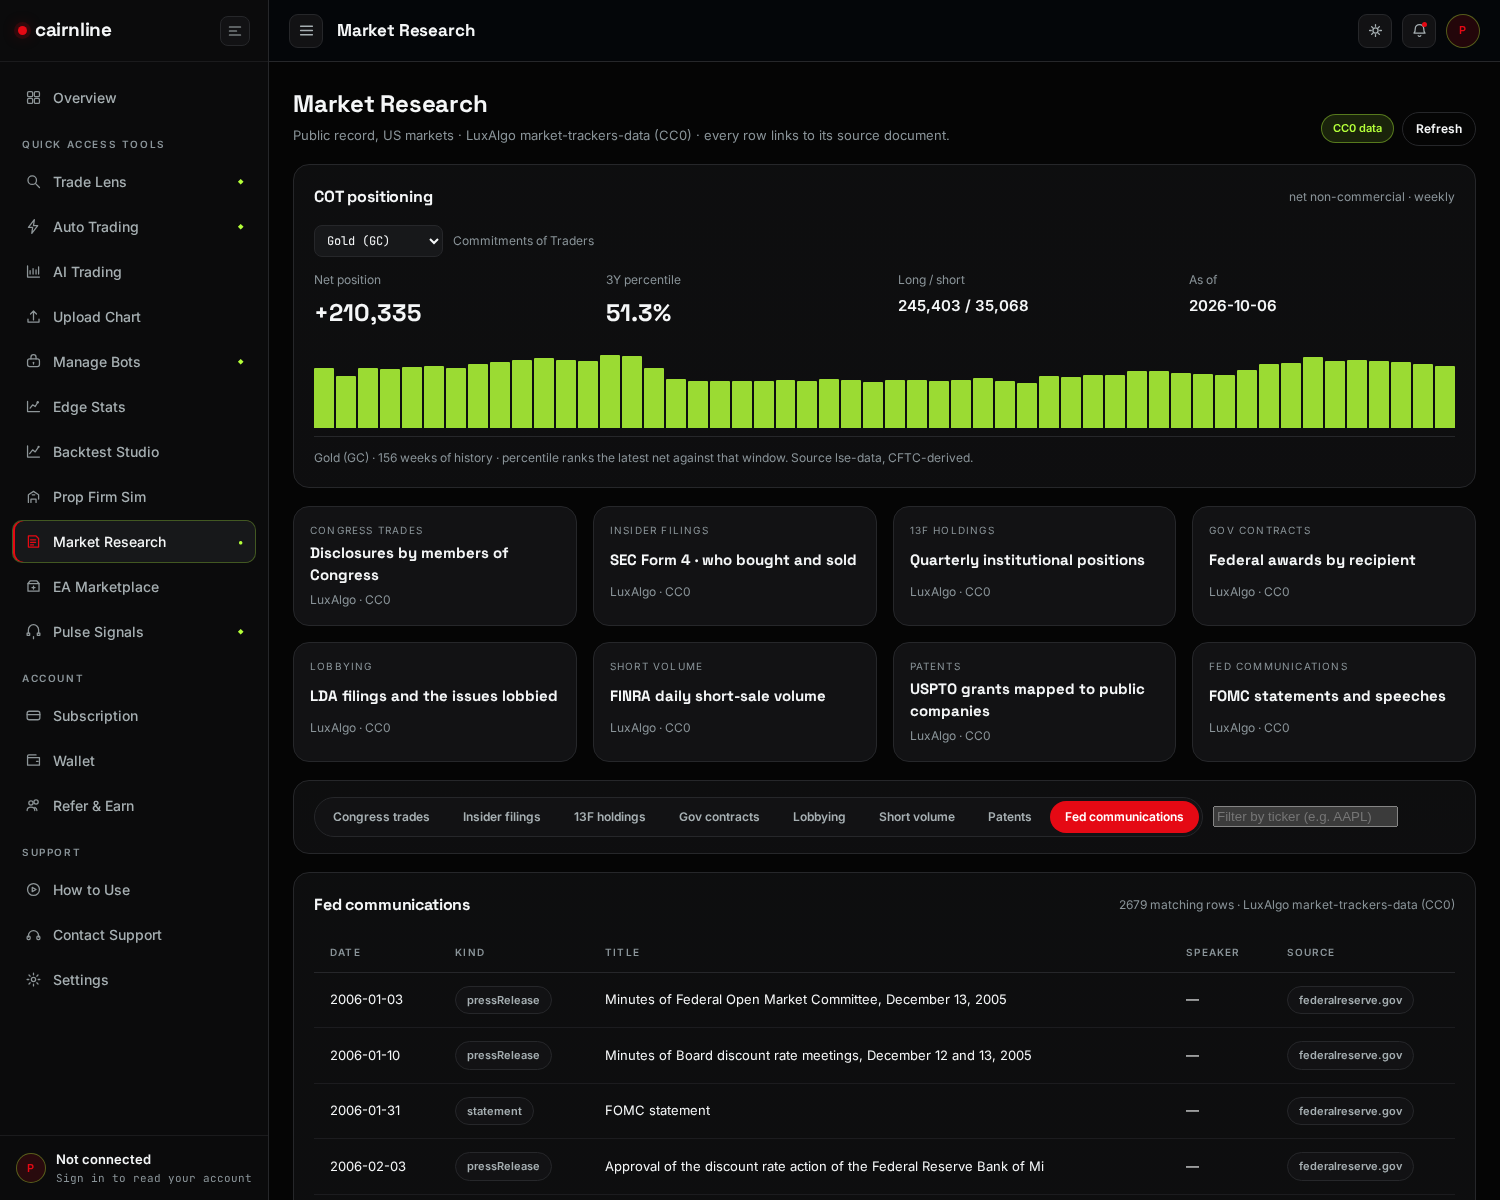 cairnline
Market Research
P
Overview
QUICK ACCESS TOOLS
Trade Lens
Auto Trading
AI Trading
Upload Chart
Manage Bots
Edge Stats
Backtest Studio
Prop Firm Sim
Market Research
EA Marketplace
Pulse Signals
ACCOUNT
Subscription
Wallet
Refer & Earn
SUPPORT
How to Use
Contact Support
Settings
P
Not connected
Sign in to read your account
Market Research
Public record, US markets · LuxAlgo market-trackers-data (CC0) · every row links to its source document.
CC0 data
Refresh
COT positioning
net non-commercial · weekly
Gold (GC)
Commitments of Traders
Net position
3Y percentile
Long / short
As of
+210,335
51.3%
245,403 / 35,068
2026-10-06
Gold (GC) · 156 weeks of history · percentile ranks the latest net against that window. Source lse-data, CFTC-derived.
CONGRESS TRADES
Disclosures by members of
Congress
LuxAlgo · CC0
INSIDER FILINGS
SEC Form 4 · who bought and sold
LuxAlgo · CC0
13F HOLDINGS
Quarterly institutional positions
LuxAlgo · CC0
GOV CONTRACTS
Federal awards by recipient
LuxAlgo · CC0
LOBBYING
LDA filings and the issues lobbied
LuxAlgo · CC0
SHORT VOLUME
FINRA daily short-sale volume
LuxAlgo · CC0
PATENTS
USPTO grants mapped to public
companies
LuxAlgo · CC0
FED COMMUNICATIONS
FOMC statements and speeches
LuxAlgo · CC0
Congress trades
Insider filings
13F holdings
Gov contracts
Lobbying
Short volume
Patents
Fed communications
Filter by ticker (e.g. AAPL)
Fed communications
2679 matching rows · LuxAlgo market-trackers-data (CC0)
DATE KIND TITLE SPEAKER SOURCE
2006-01-03 pressRelease Minutes of Federal Open Market Committee, December 13, 2005 — federalreserve.gov
2006-01-10 pressRelease Minutes of Board discount rate meetings, December 12 and 13, 2005 — federalreserve.gov
2006-01-31 statement FOMC statement — federalreserve.gov
2006-02-03 pressRelease Approval of the discount rate action of the Federal Reserve Bank of Mi — federalreserve.gov